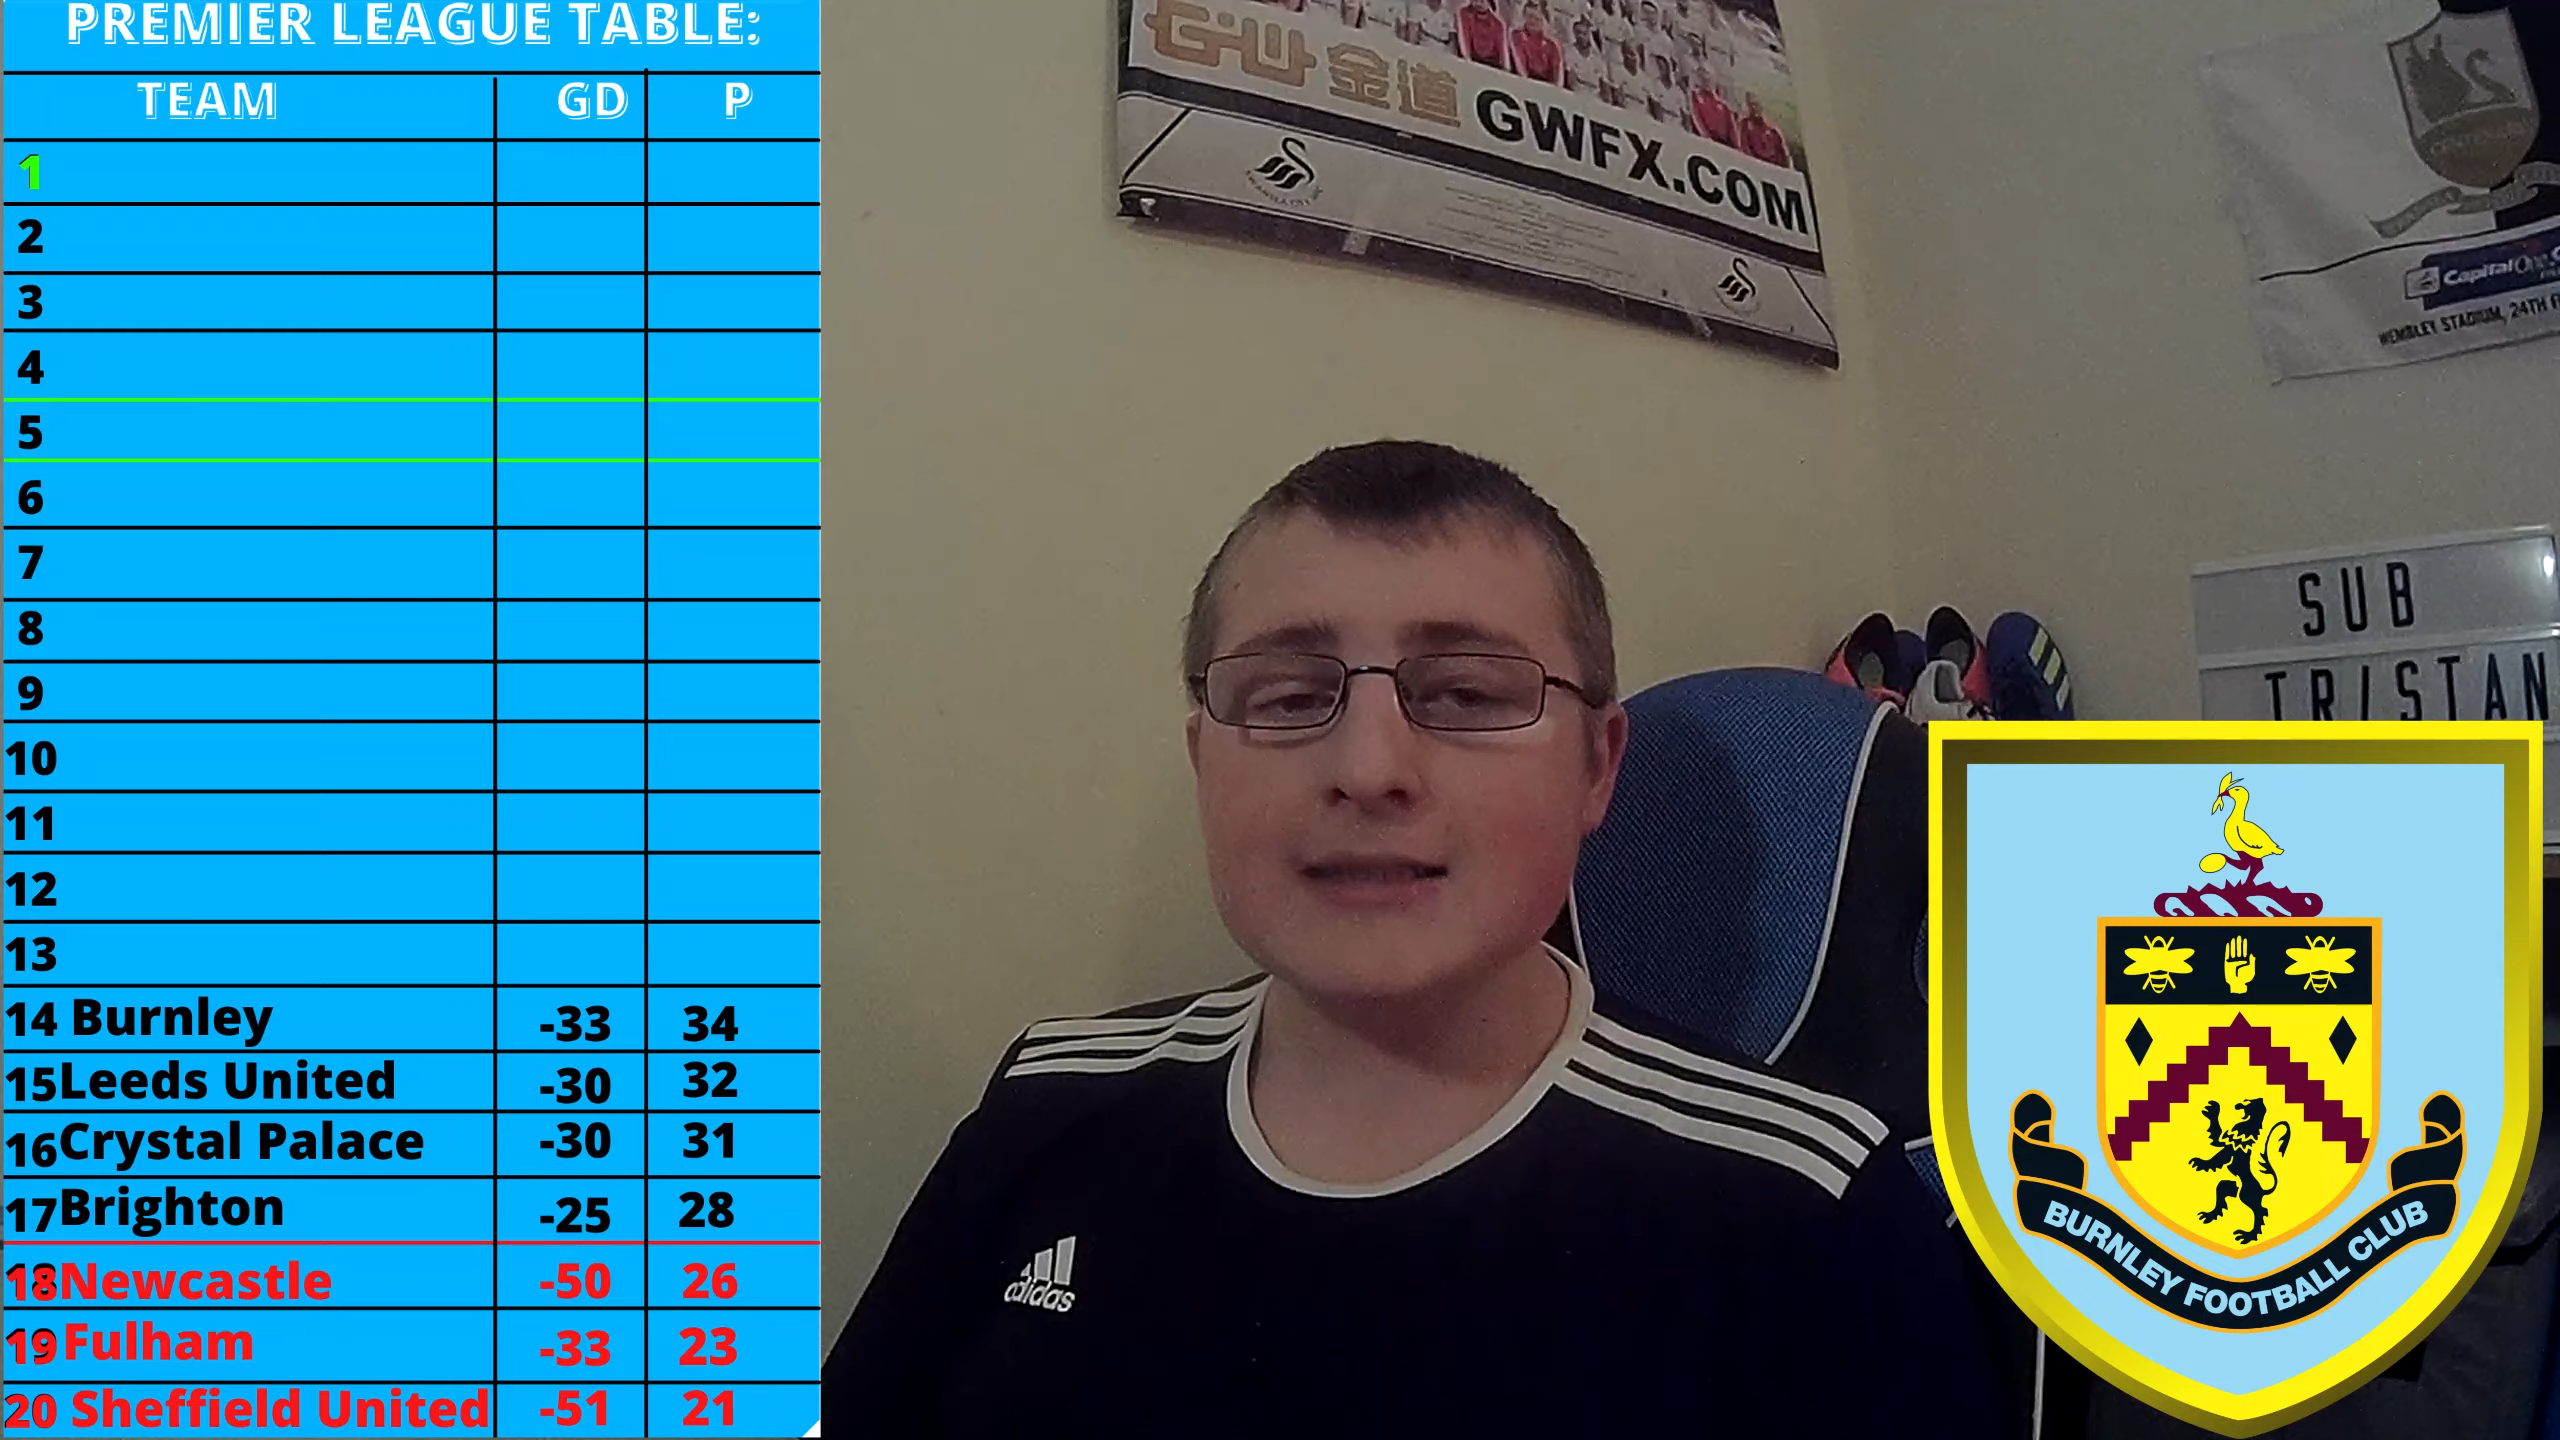 PREMIER LEAGUE TABLE:
TEAM GD P
1
2
3
4
5
6
7
8
9
10
11
12
13
14 Burnley -33 34
15 Leeds United -30 32
16 Crystal Palace -30 31
17 Brighton -25 28
18 Newcastle -50 26
19 Fulham -33 23
20 Sheffield United -51 21
金道 GWFX.COM
Capital One
WEMBLEY STADIUM, 24TH
SUB
TRISTAN
adidas
BURNLEY FOOTBALL CLUB